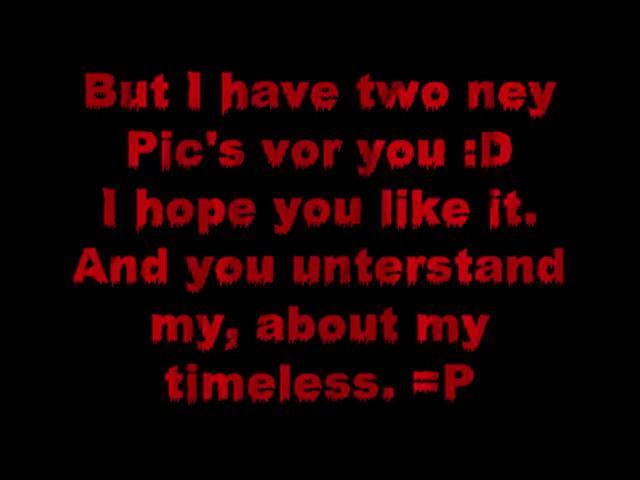 But I have two ney
Pic's vor you :D
I hope you like it.
And you unterstand
my, about my
timeless. =P